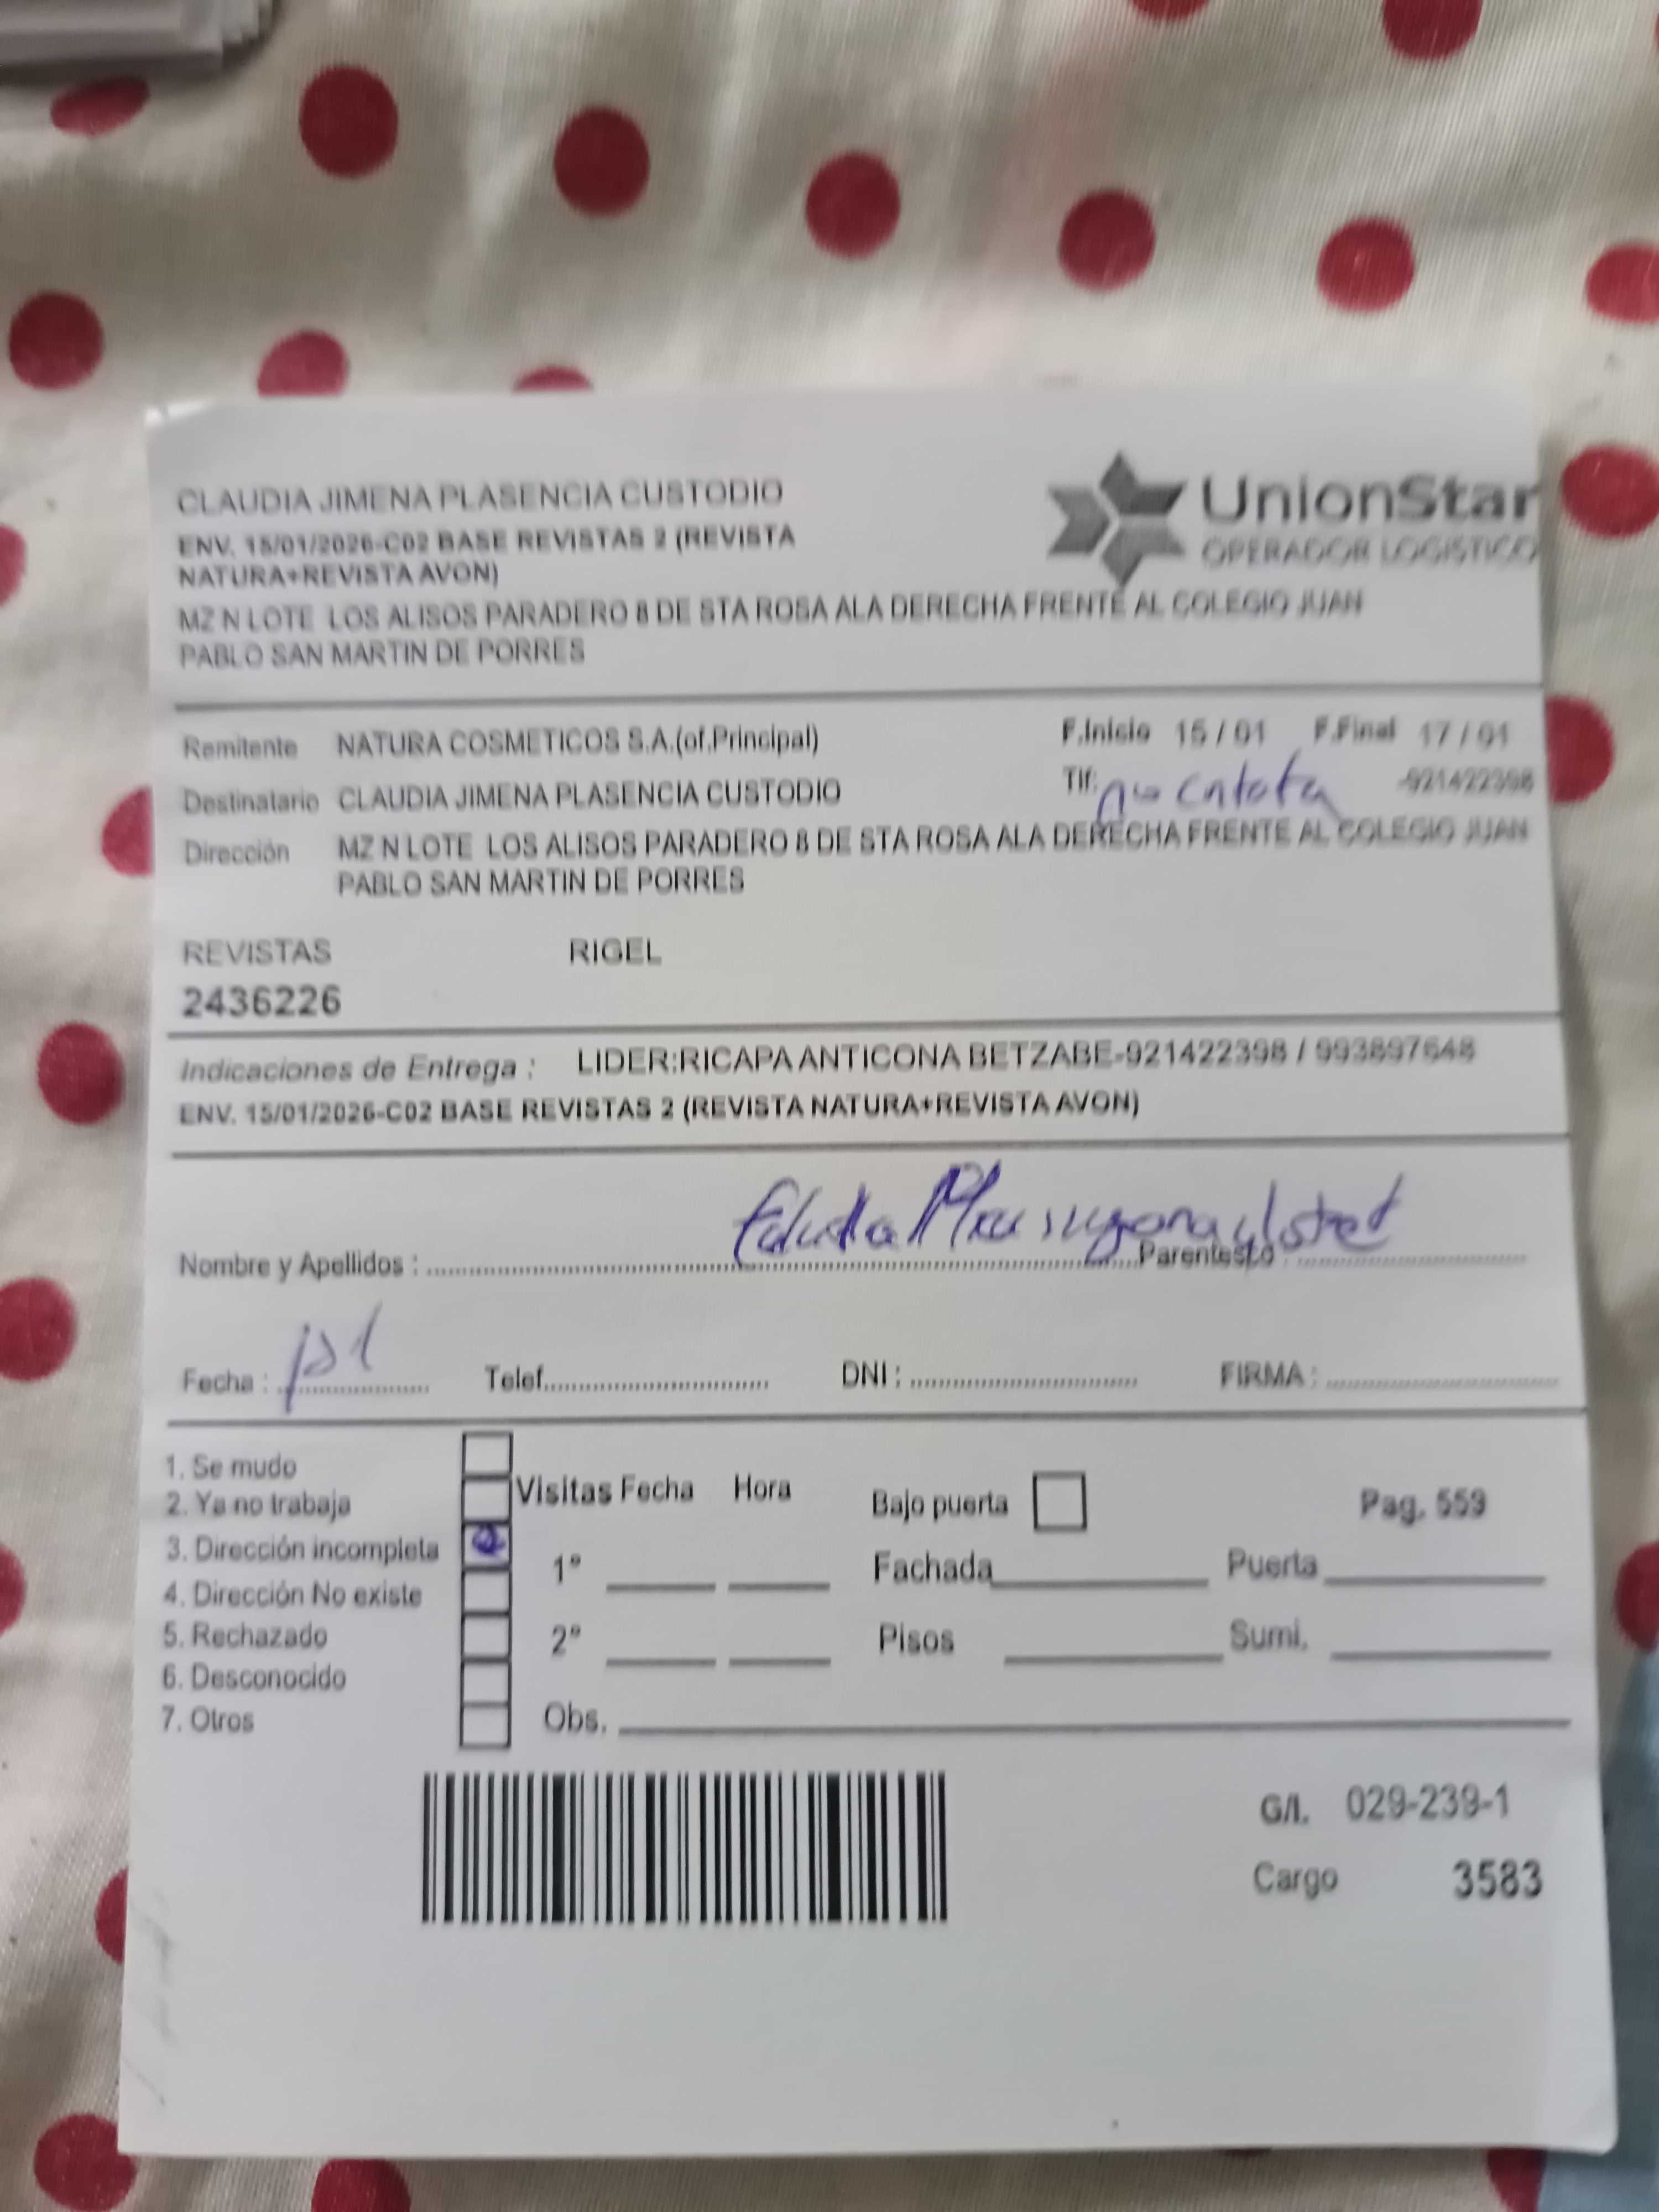 CLAUDIA JIMENA PLASENCIA CUSTODIO
UnionStar
OPERADOR LOGISTICO
ENV. 15/01/2026-C02 BASE REVISTAS 2 (REVISTA
NATURA+REVISTA AVON)
MZ N LOTE LOS ALISOS PARADERO 8 DE STA ROSA ALA DERECHA FRENTE AL COLEGIO JUAN
PABLO SAN MARTIN DE PORRES
Remitente NATURA COSMETICOS S.A.(of.Principal) F.Inicio 15 / 01 F.Final 17 / 01
Destinatario CLAUDIA JIMENA PLASENCIA CUSTODIO Tlf: no -921422398
Dirección MZ N LOTE LOS ALISOS PARADERO 8 DE STA ROSA ALA DERECHA FRENTE AL COLEGIO JUAN
PABLO SAN MARTIN DE PORRES
REVISTAS RIGEL
2436226
Indicaciones de Entrega : LIDER:RICAPA ANTICONA BETZABE-921422398 / 993897648
ENV. 15/01/2026-C02 BASE REVISTAS 2 (REVISTA NATURA+REVISTA AVON)
Nombre y Apellidos : Parentesco :
Fecha : Telef. DNI : FIRMA :
1. Se mudo
2. Ya no trabaja
3. Dirección incompleta
4. Dirección No existe
5. Rechazado
6. Desconocido
7. Otros
Visitas Fecha Hora
1º
2º
Obs.
Bajo puerta Pag. 559
Fachada Puerta
Pisos Sumi.
G/I. 029-239-1
Cargo 3583